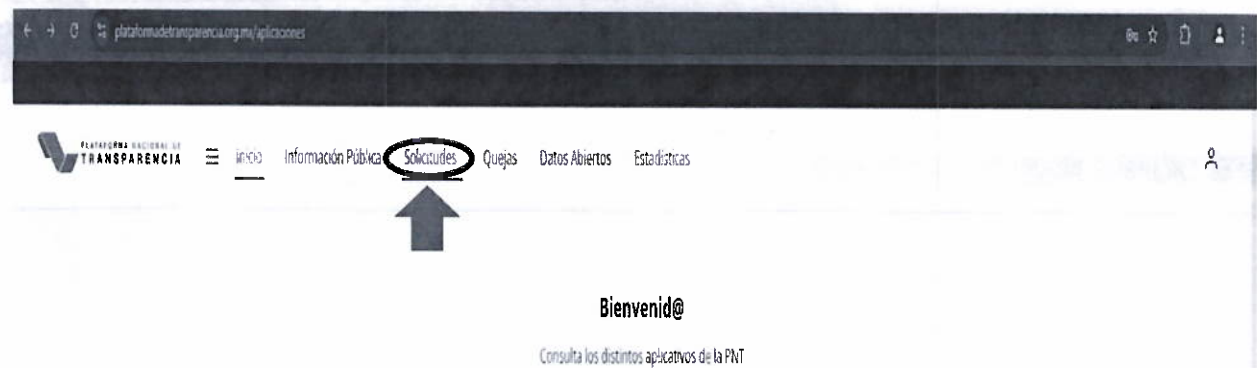 plataformadetransparencia.org.mx/aplicaciones
PLATAFORMA NACIONAL DE
TRANSPARENCIA
Inicio Información Pública Solicitudes Quejas Datos Abiertos Estadísticas
Bienvenid@
Consulta los distintos aplicativos de la PNT